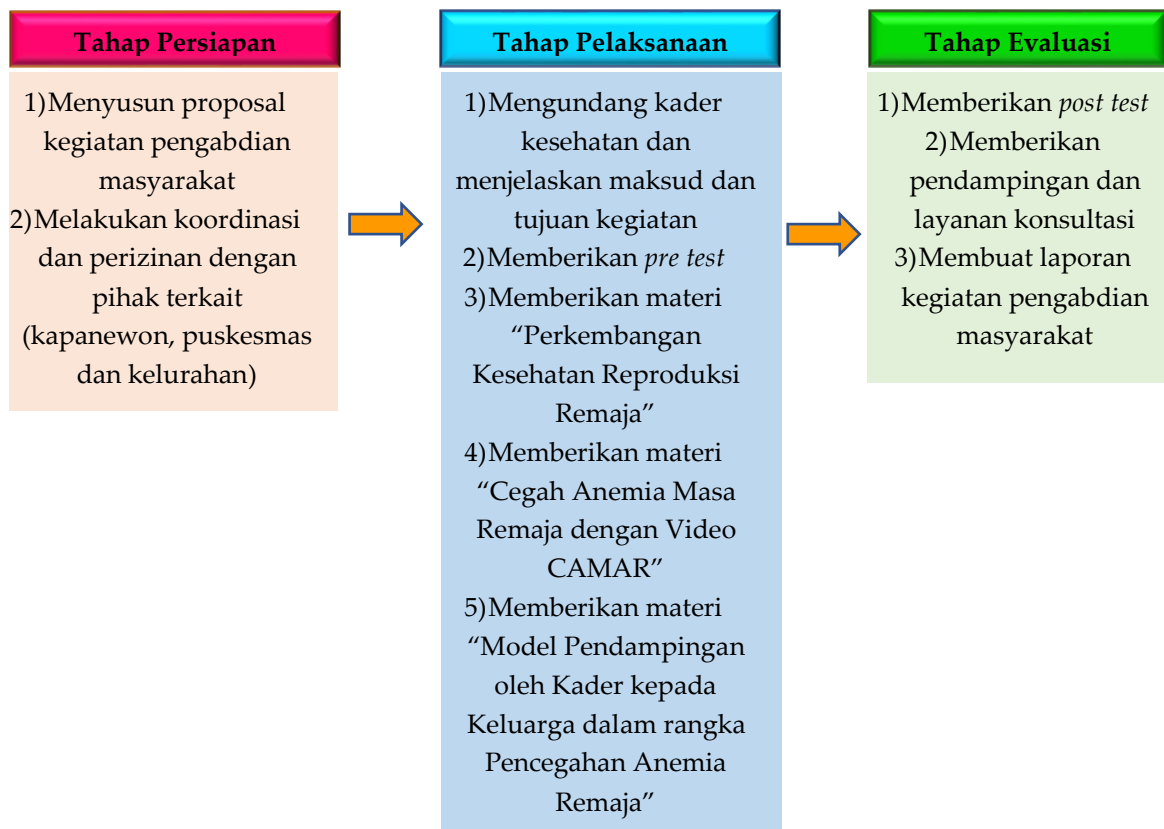 Tahap Persiapan
1)Menyusun proposal
kegiatan pengabdian
masyarakat
2)Melakukan koordinasi
dan perizinan dengan
pihak terkait
(kapanewon, puskesmas
dan kelurahan)
Tahap Pelaksanaan
1)Mengundang kader
kesehatan dan
menjelaskan maksud dan
tujuan kegiatan
2)Memberikan pre test
3)Memberikan materi
“Perkembangan
Kesehatan Reproduksi
Remaja”
4)Memberikan materi
“Cegah Anemia Masa
Remaja dengan Video
CAMAR”
5)Memberikan materi
“Model Pendampingan
oleh Kader kepada
Keluarga dalam rangka
Pencegahan Anemia
Remaja”
Tahap Evaluasi
1)Memberikan post test
2)Memberikan
pendampingan dan
layanan konsultasi
3)Membuat laporan
kegiatan pengabdian
masyarakat